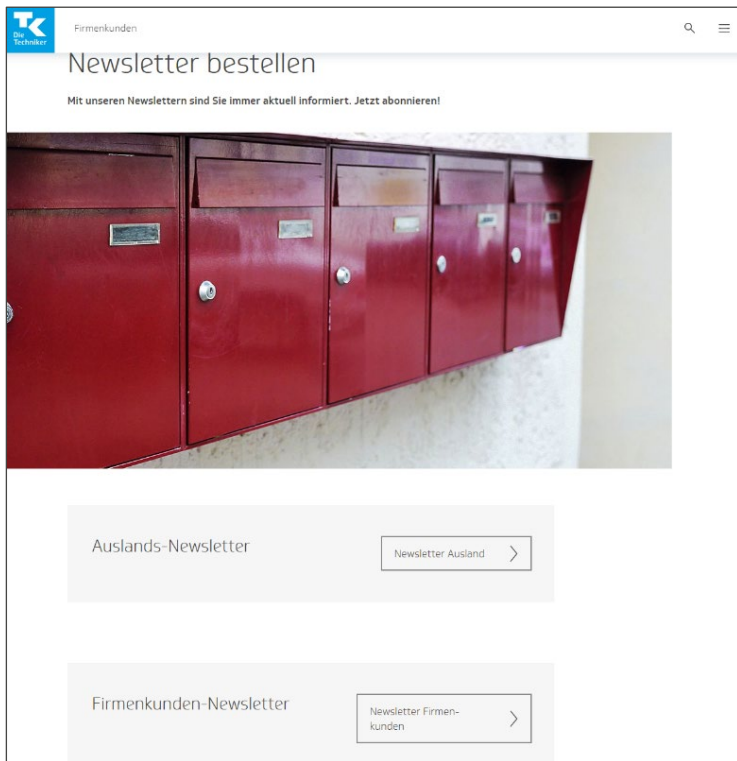 TK
Die
Techniker
Firmenkunden
Newsletter bestellen
Mit unseren Newslettern sind Sie immer aktuell informiert. Jetzt abonnieren!
Auslands-Newsletter
Newsletter Ausland
Firmenkunden-Newsletter
Newsletter Firmen-
kunden